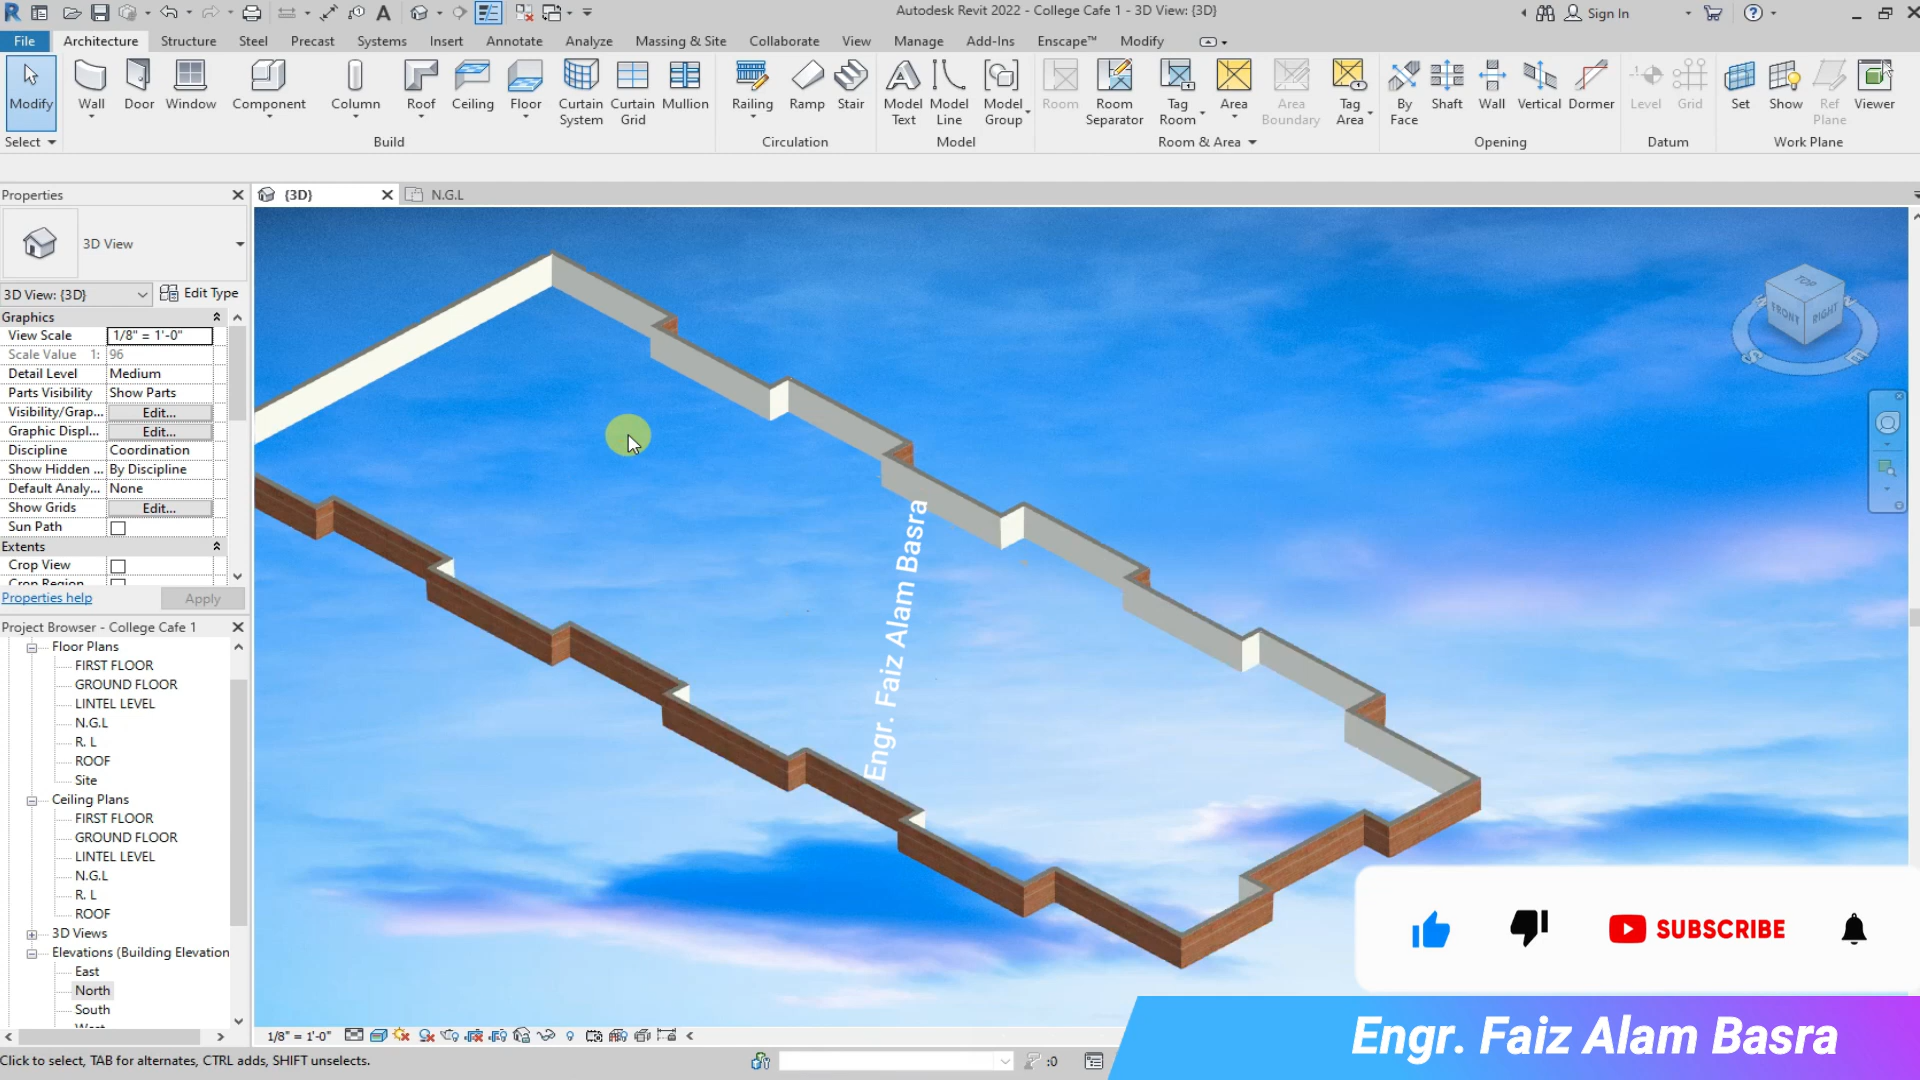 Autodesk Revit 2022 - College Cafe 1 - 3D View: {3D}
Sign In
File Architecture Structure Steel Precast Systems Insert Annotate Analyze Massing & Site Collaborate View Manage Add-Ins Enscape™ Modify
Modify
Wall
Door
Window
Component
Column
Roof
Ceiling
Floor
Curtain System
Curtain Grid
Mullion
Railing
Ramp
Stair
Model Text
Model Line
Model Group
Room
Room Separator
Tag Room
Area
Area Boundary
Tag Area
By Face
Shaft
Wall
Vertical
Dormer
Level
Grid
Set
Show
Ref Plane
Viewer
Select
Build
Circulation
Model
Room & Area
Opening
Datum
Work Plane
Properties
{3D}
N.G.L
3D View
3D View: {3D}
Edit Type
Graphics
View Scale 1/8" = 1'-0"
Scale Value 1: 96
Detail Level Medium
Parts Visibility Show Parts
Visibility/Grap... Edit...
Graphic Displ... Edit...
Discipline Coordination
Show Hidden ... By Discipline
Default Analy... None
Show Grids Edit...
Sun Path
Extents
Crop View
Crop Region
Properties help
Apply
Project Browser - College Cafe 1
Floor Plans
FIRST FLOOR
GROUND FLOOR
LINTEL LEVEL
N.G.L
R. L
ROOF
Site
Ceiling Plans
FIRST FLOOR
GROUND FLOOR
LINTEL LEVEL
N.G.L
R. L
ROOF
3D Views
Elevations (Building Elevation
East
North
South
West
TOP
FRONT
RIGHT
Engr. Faiz Alam Basra
SUBSCRIBE
1/8" = 1'-0"
Click to select, TAB for alternates, CTRL adds, SHIFT unselects.
:0
Engr. Faiz Alam Basra